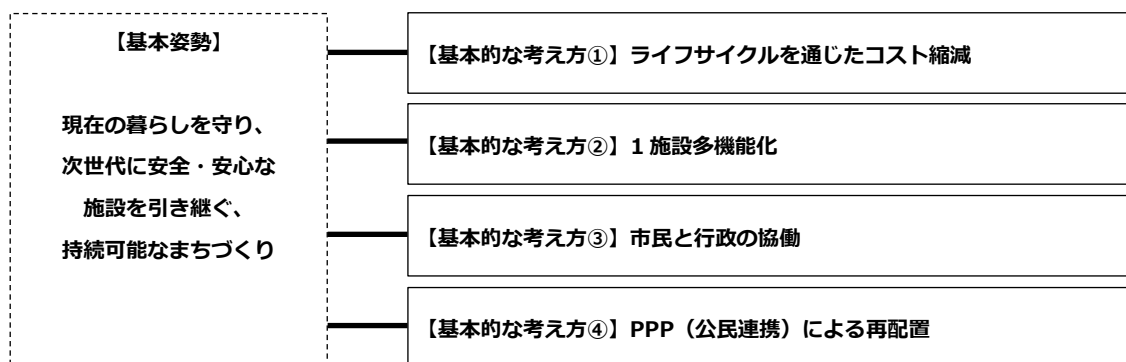 【基本姿勢】
現在の暮らしを守り、
次世代に安全・安心な
施設を引き継ぐ、
持続可能なまちづくり
【基本的な考え方①】ライフサイクルを通じたコスト縮減
【基本的な考え方②】1 施設多機能化
【基本的な考え方③】市民と行政の協働
【基本的な考え方④】PPP（公民連携）による再配置